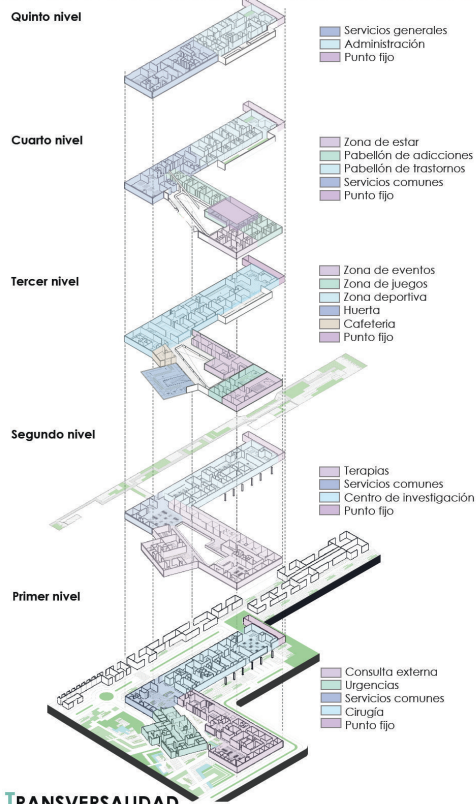 Quinto nivel
Servicios generales
Administración
Punto fijo
Cuarto nivel
Zona de estar
Pabellón de adicciones
Pabellón de trastornos
Servicios comunes
Punto fijo
Tercer nivel
Zona de eventos
Zona de juegos
Zona deportiva
Huerta
Cafetería
Punto fijo
Segundo nivel
Terapias
Servicios comunes
Centro de investigación
Punto fijo
Primer nivel
Consulta externa
Urgencias
Servicios comunes
Cirugía
Punto fijo
TRANSVERSALIDAD